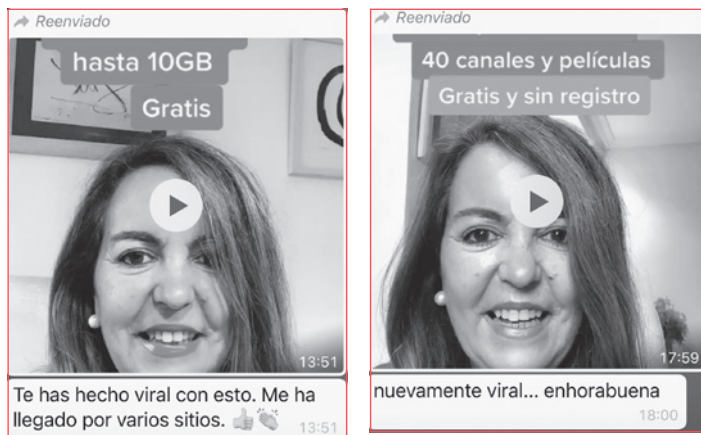 Reenviado
hasta 10GB
Gratis
13:51
Te has hecho viral con esto. Me ha
llegado por varios sitios. 👍👏
13:51
Reenviado
40 canales y películas
Gratis y sin registro
17:59
nuevamente viral... enhorabuena
18:00